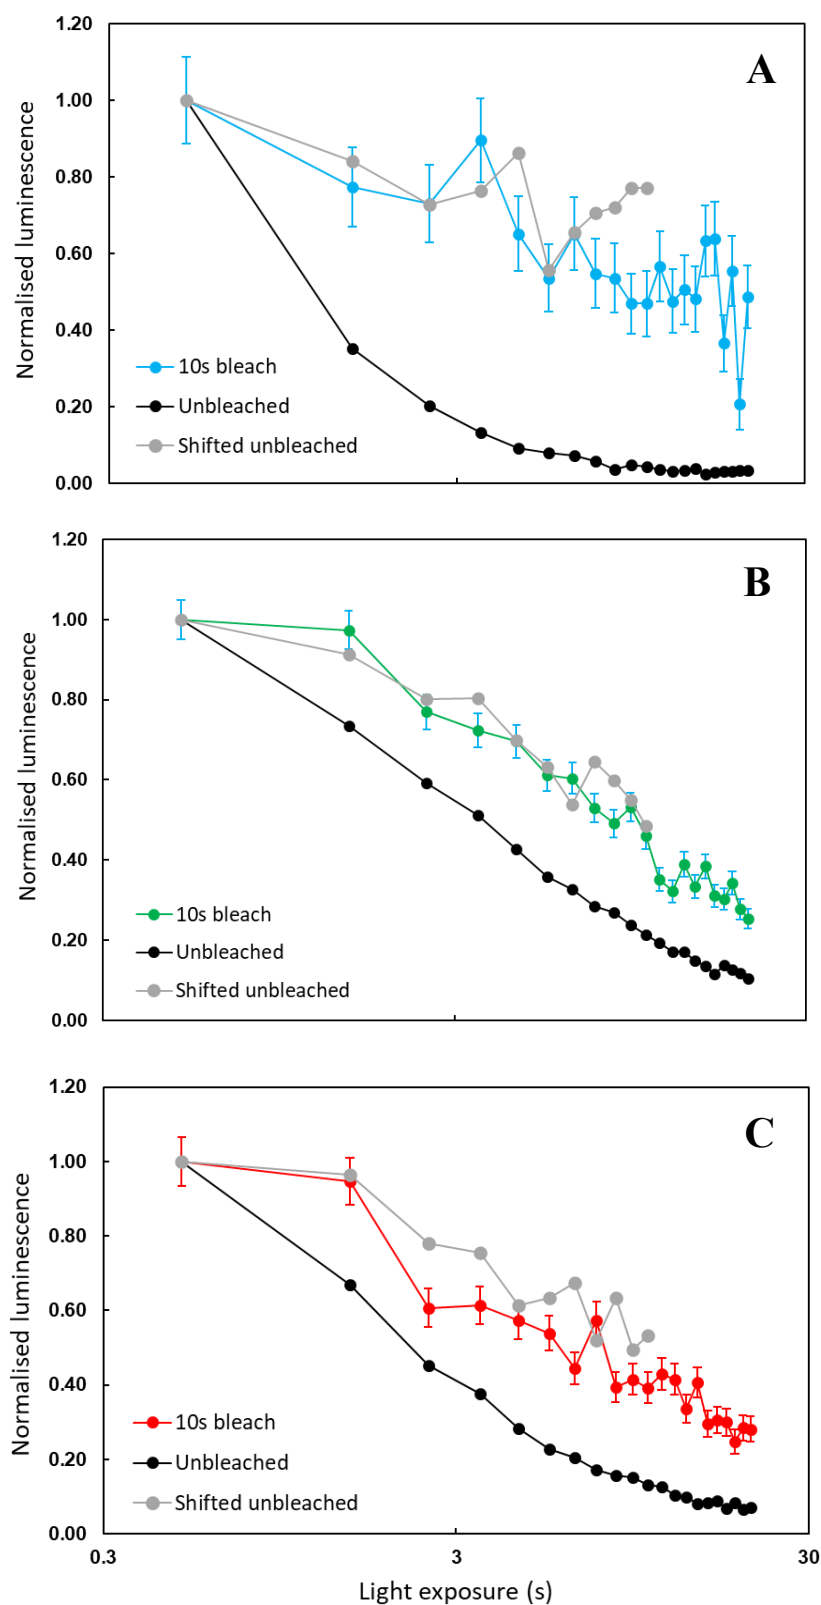 A
Normalised luminescence
1.20
1.00
0.80
0.60
0.40
0.20
0.00
10s bleach
Unbleached
Shifted unbleached
B
Normalised luminescence
1.20
1.00
0.80
0.60
0.40
0.20
0.00
10s bleach
Unbleached
Shifted unbleached
C
Normalised luminescence
1.20
1.00
0.80
0.60
0.40
0.20
0.00
10s bleach
Unbleached
Shifted unbleached
0.3 3 30
Light exposure (s)